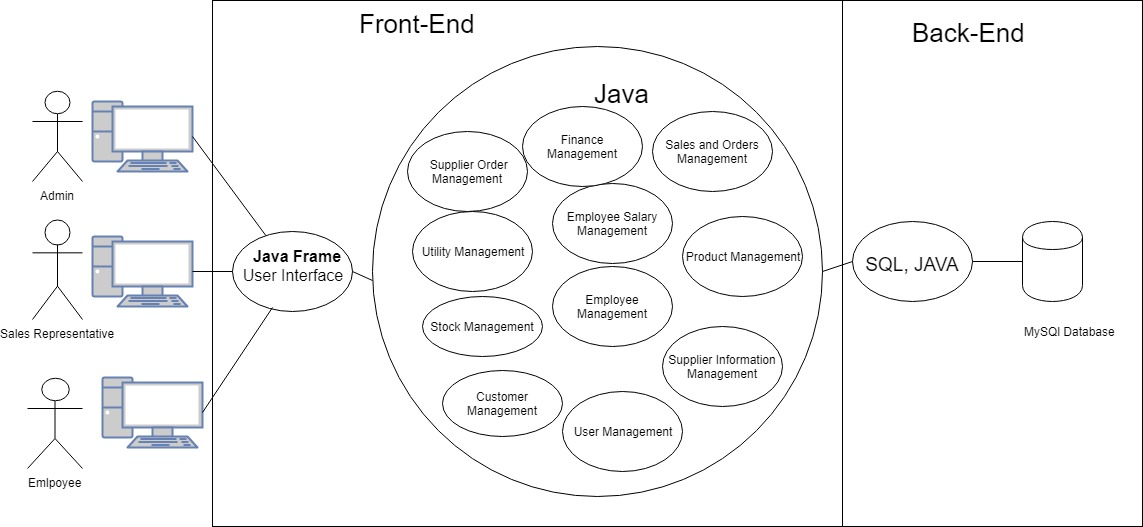 Front-End
Back-End
Java
Admin
Sales Representative
Emlpoyee
Java Frame
User Interface
Supplier Order
Management
Finance
Management
Sales and Orders
Management
Utility Management
Employee Salary
Management
Product Management
Stock Management
Employee
Management
Supplier Information
Management
Customer
Management
User Management
SQL, JAVA
MySQl Database